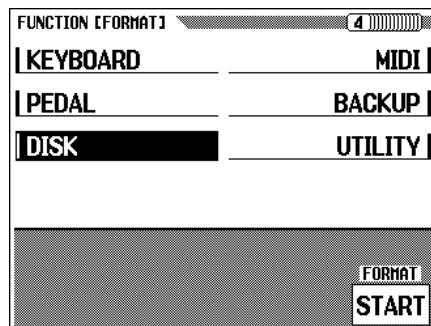 FUNCTION [FORMAT] 4
KEYBOARD MIDI
PEDAL BACKUP
DISK UTILITY
FORMAT
START